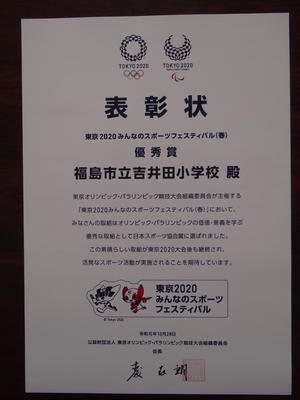 TOKYO 2020
TOKYO 2020
表彰状
東京2020みんなのスポーツフェスティバル(春)
優秀賞
福島市立吉井田小学校 殿
東京オリンピック・パラリンピック競技大会組織委員会が主催する
「東京2020みんなのスポーツフェスティバル(春)」において、
みなさんの取組はオリンピック・パラリンピックの価値・意義を学ぶ
優秀な取組として日本スポーツ協会賞に選ばれました。
この素晴らしい取組が東京2020大会後も継続され、
活発なスポーツ活動が実施されることを期待しています。
東京2020
みんなのスポーツ
フェスティバル
© Tokyo 2020
令和元年10月28日
公益財団法人 東京オリンピック・パラリンピック競技大会組織委員会
会長